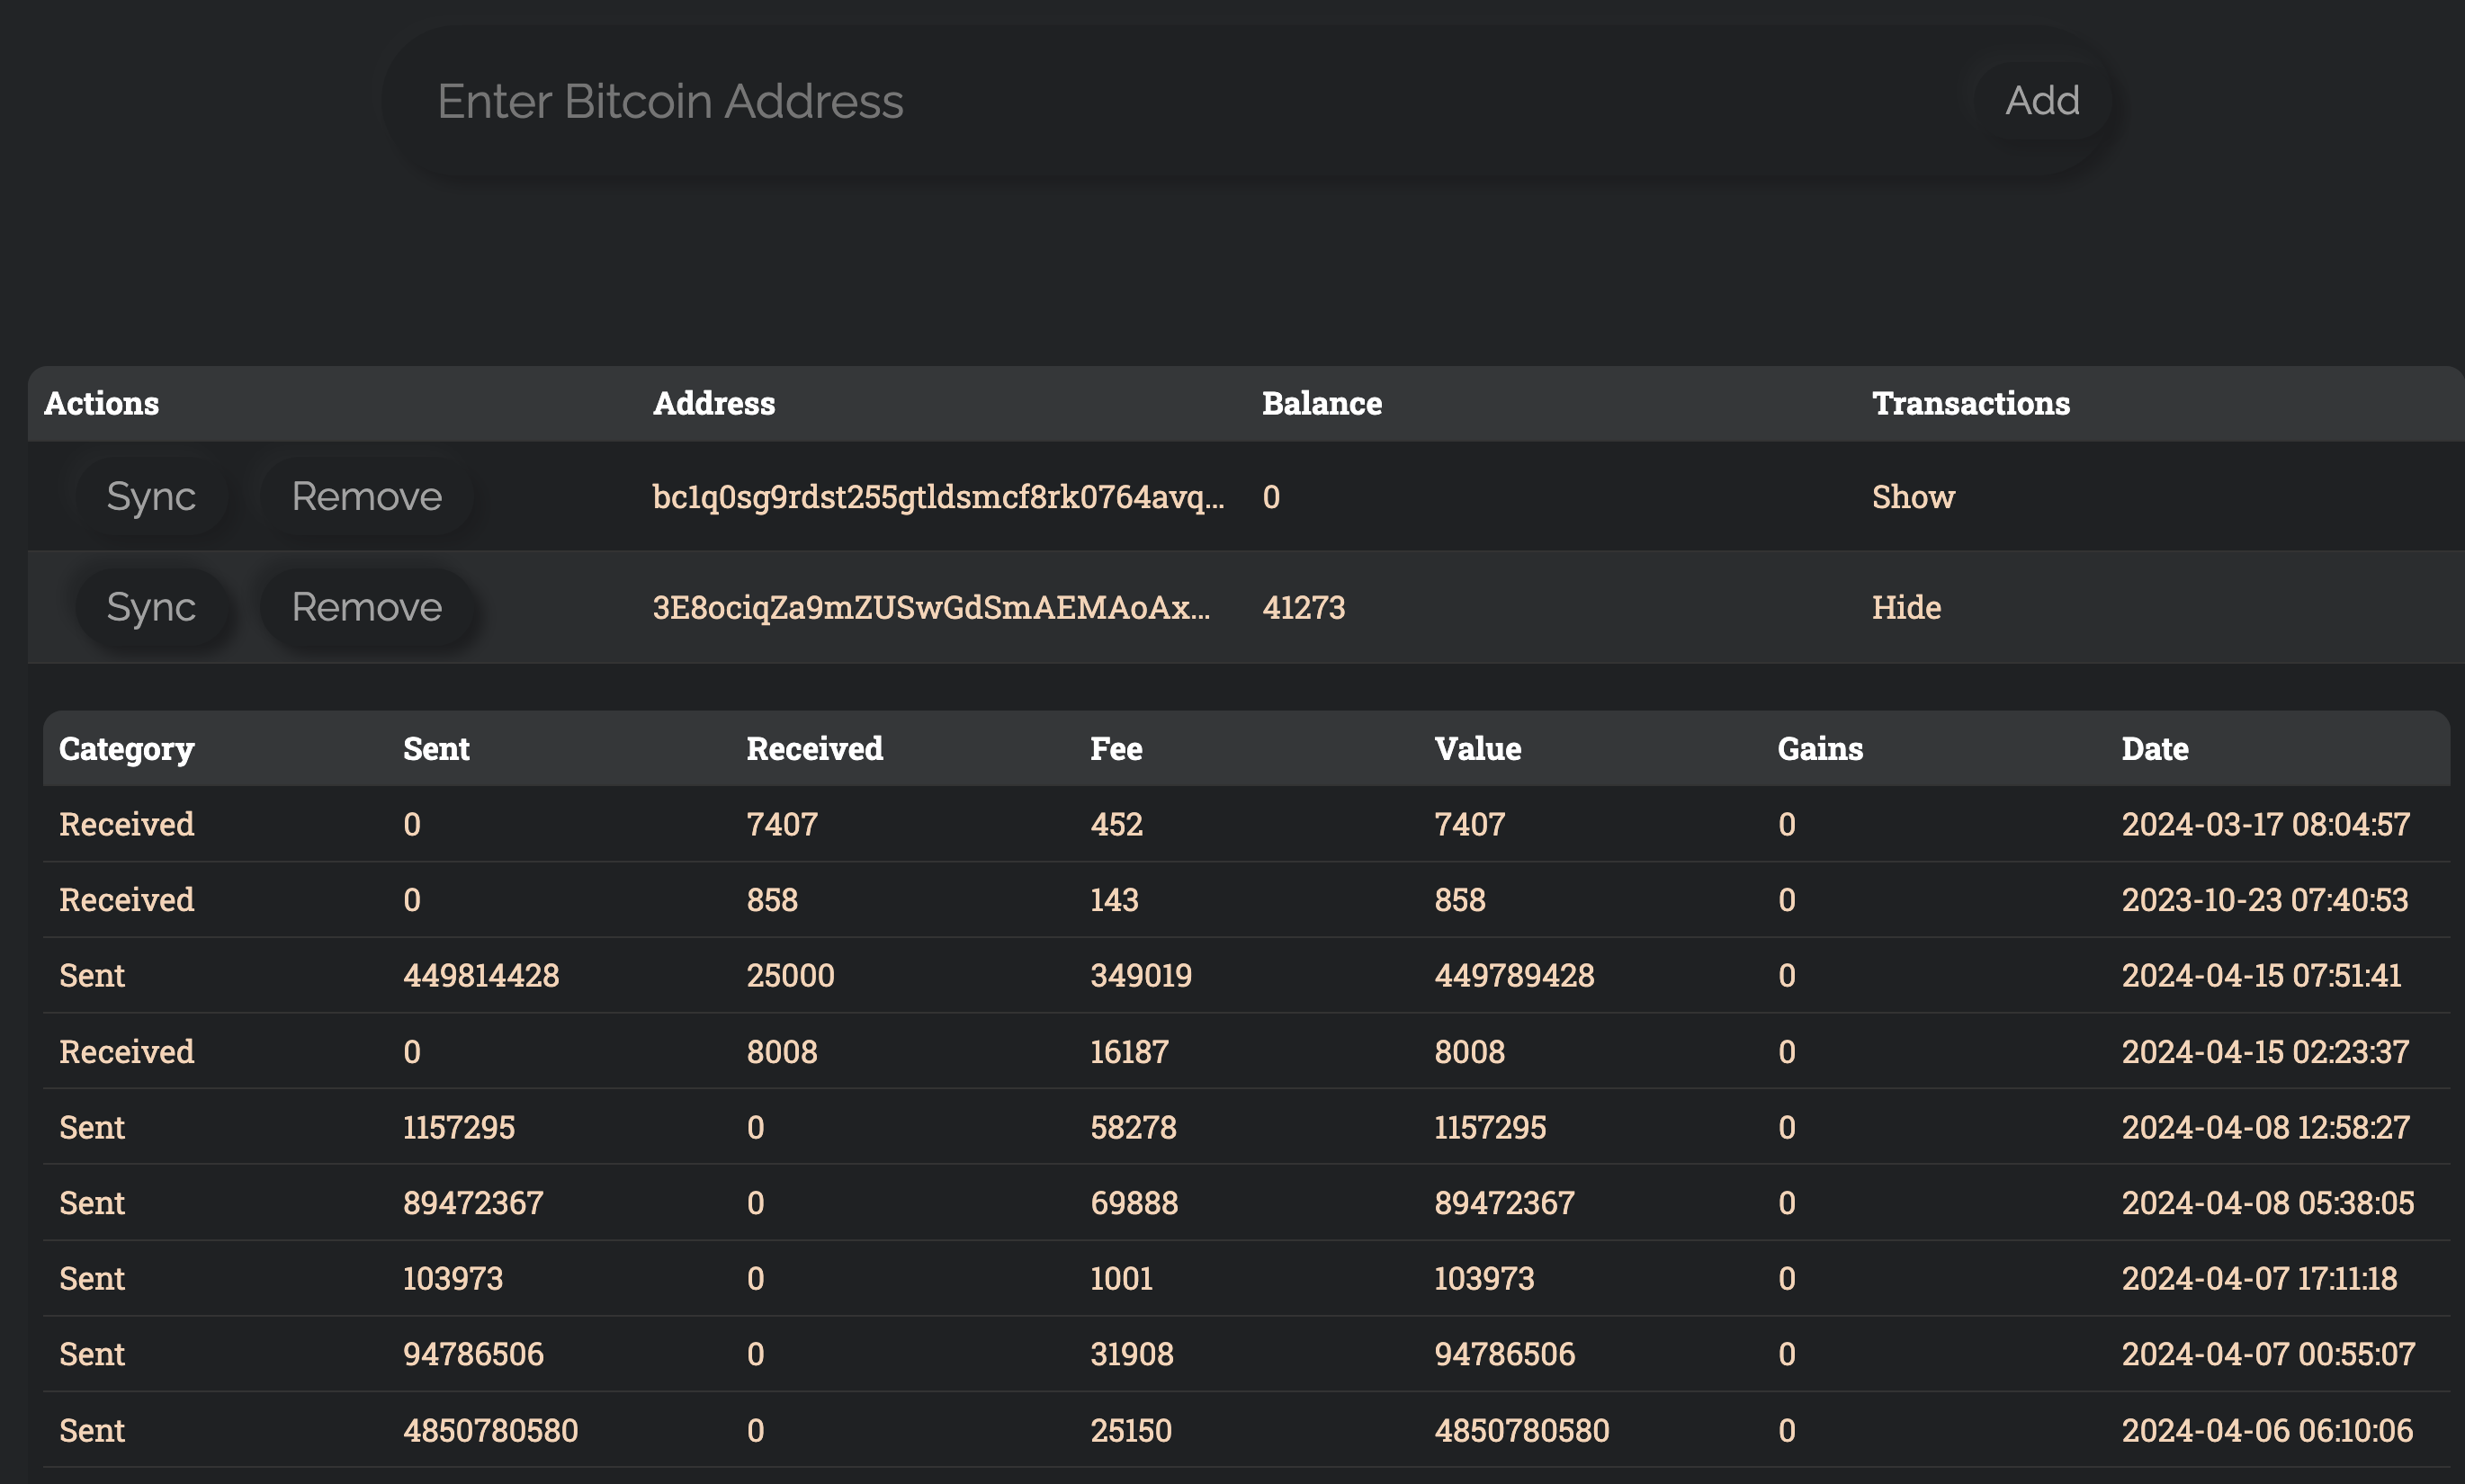 Enter Bitcoin Address Add
Actions Address Balance Transactions
Sync Remove bc1q0sg9rdst255gtldsmcf8rk0764avq... 0 Show
Sync Remove 3E8ociqZa9mZUSwGdSmAEMAoAx... 41273 Hide
Category Sent Received Fee Value Gains Date
Received 0 7407 452 7407 0 2024-03-17 08:04:57
Received 0 858 143 858 0 2023-10-23 07:40:53
Sent 449814428 25000 349019 449789428 0 2024-04-15 07:51:41
Received 0 8008 16187 8008 0 2024-04-15 02:23:37
Sent 1157295 0 58278 1157295 0 2024-04-08 12:58:27
Sent 89472367 0 69888 89472367 0 2024-04-08 05:38:05
Sent 103973 0 1001 103973 0 2024-04-07 17:11:18
Sent 94786506 0 31908 94786506 0 2024-04-07 00:55:07
Sent 4850780580 0 25150 4850780580 0 2024-04-06 06:10:06